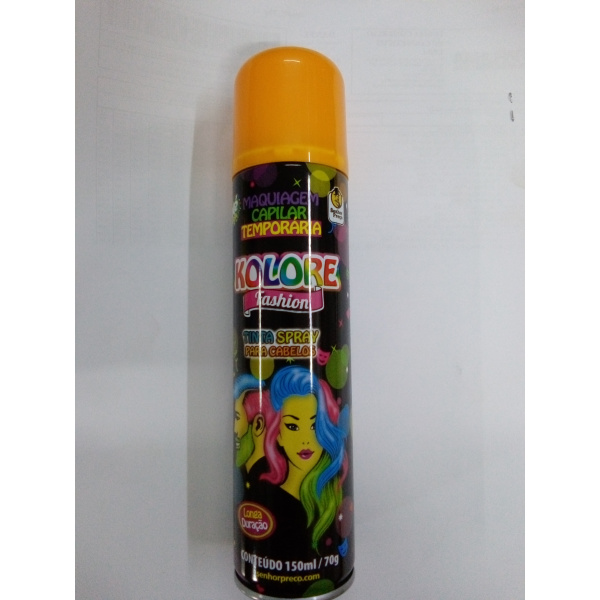 MAQUIAGEM
CAPILAR
TEMPORÁRIA
KOLORE
Fashion
TINTA SPRAY
PARA CABELOS
Longa
Duração
CONTEÚDO 150ml / 70g
senhorpreco.com